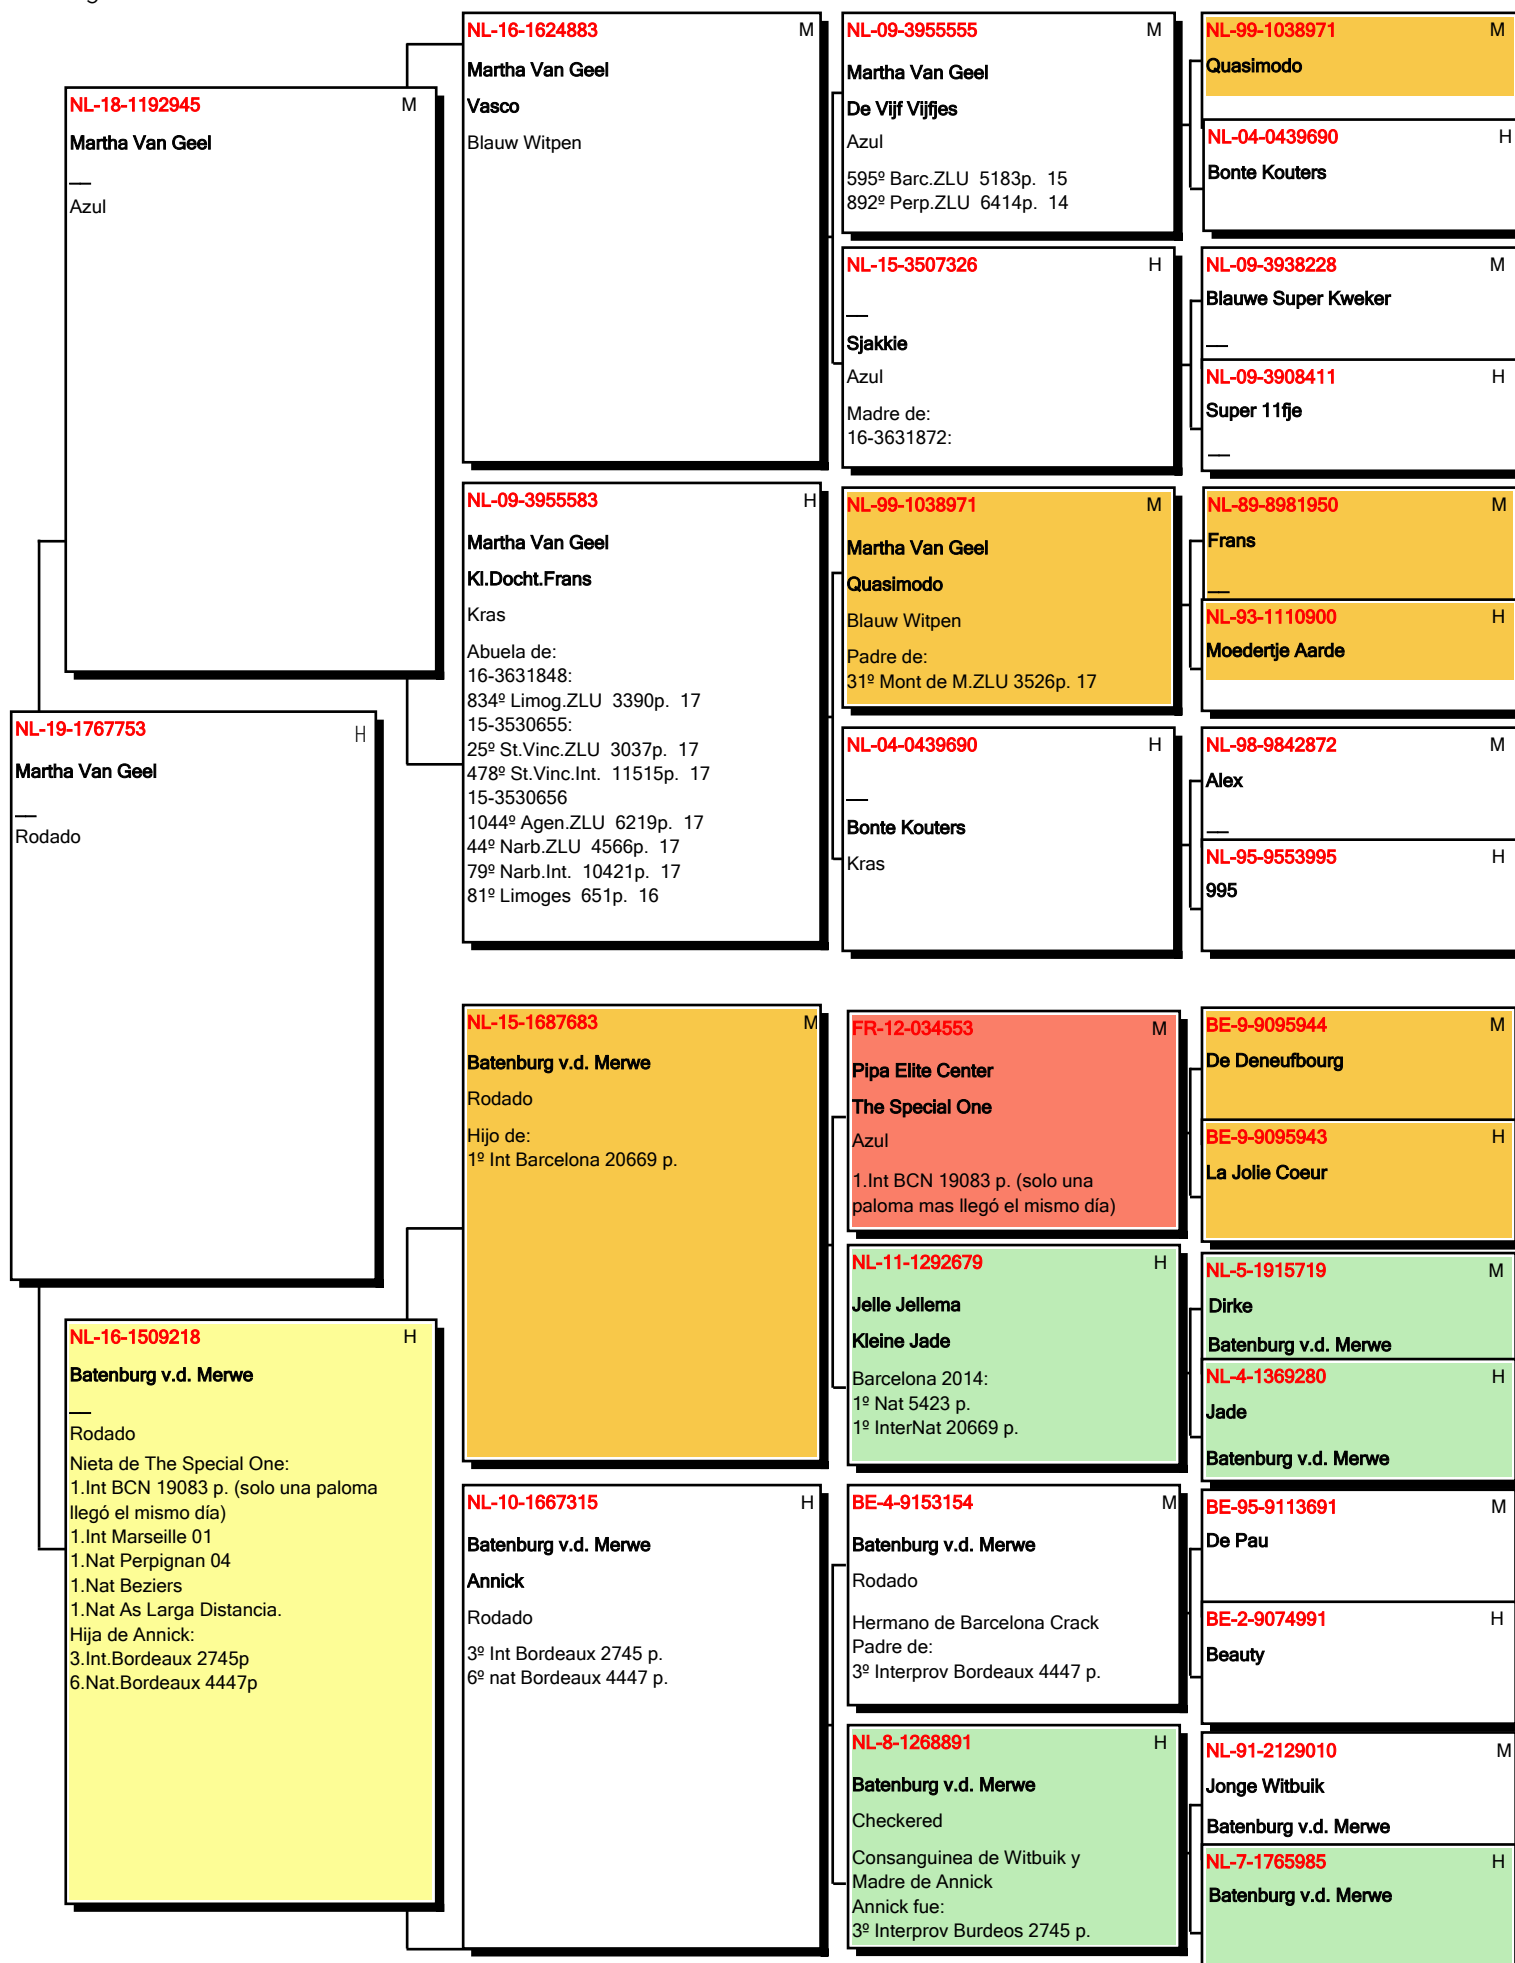 NL-19-1767753 H
Martha Van Geel
__
Rodado
NL-18-1192945 M
Martha Van Geel
__
Azul
NL-16-1509218 H
Batenburg v.d. Merwe
__
Rodado
Nieta de The Special One:
1.Int BCN 19083 p. (solo una paloma
llegó el mismo día)
1.Int Marseille 01
1.Nat Perpignan 04
1.Nat Beziers
1.Nat As Larga Distancia.
Hija de Annick:
3.Int.Bordeaux 2745p
6.Nat.Bordeaux 4447p
NL-16-1624883 M
Martha Van Geel
Vasco
Blauw Witpen
NL-09-3955583 H
Martha Van Geel
Kl.Docht.Frans
Kras
Abuela de:
16-3631848:
834º Limog.ZLU 3390p. 17
15-3530655:
25º St.Vinc.ZLU 3037p. 17
478º St.Vinc.Int. 11515p. 17
15-3530656
1044º Agen.ZLU 6219p. 17
44º Narb.ZLU 4566p. 17
79º Narb.Int. 10421p. 17
81º Limoges 651p. 16
NL-15-1687683 M
Batenburg v.d. Merwe
Rodado
Hijo de:
1º Int Barcelona 20669 p.
NL-10-1667315 H
Batenburg v.d. Merwe
Annick
Rodado
3º Int Bordeaux 2745 p.
6º nat Bordeaux 4447 p.
NL-09-3955555 M
Martha Van Geel
De Vijf Vijfjes
Azul
595º Barc.ZLU 5183p. 15
892º Perp.ZLU 6414p. 14
NL-15-3507326 H
__
Sjakkie
Azul
Madre de:
16-3631872:
NL-99-1038971 M
Martha Van Geel
Quasimodo
Blauw Witpen
Padre de:
31º Mont de M.ZLU 3526p. 17
NL-04-0439690 H
__
Bonte Kouters
Kras
FR-12-034553 M
Pipa Elite Center
The Special One
Azul
1.Int BCN 19083 p. (solo una
paloma mas llegó el mismo día)
NL-11-1292679 H
Jelle Jellema
Kleine Jade
Barcelona 2014:
1º Nat 5423 p.
1º InterNat 20669 p.
BE-4-9153154 M
Batenburg v.d. Merwe
Rodado
Hermano de Barcelona Crack
Padre de:
3º Interprov Bordeaux 4447 p.
NL-8-1268891 H
Batenburg v.d. Merwe
Checkered
Consanguinea de Witbuik y
Madre de Annick
Annick fue:
3º Interprov Burdeos 2745 p.
NL-99-1038971 M
Quasimodo
NL-04-0439690 H
Bonte Kouters
NL-09-3938228 M
Blauwe Super Kweker
__
NL-09-3908411 H
Super 11fje
__
NL-89-8981950 M
Frans
__
NL-93-1110900 H
Moedertje Aarde
NL-98-9842872 M
Alex
__
NL-95-9553995 H
995
BE-9-9095944 M
De Deneufbourg
BE-9-9095943 H
La Jolie Coeur
NL-5-1915719 M
Dirke
Batenburg v.d. Merwe
NL-4-1369280 H
Jade
Batenburg v.d. Merwe
BE-95-9113691 M
De Pau
BE-2-9074991 H
Beauty
NL-91-2129010 M
Jonge Witbuik
Batenburg v.d. Merwe
NL-7-1765985 H
Batenburg v.d. Merwe